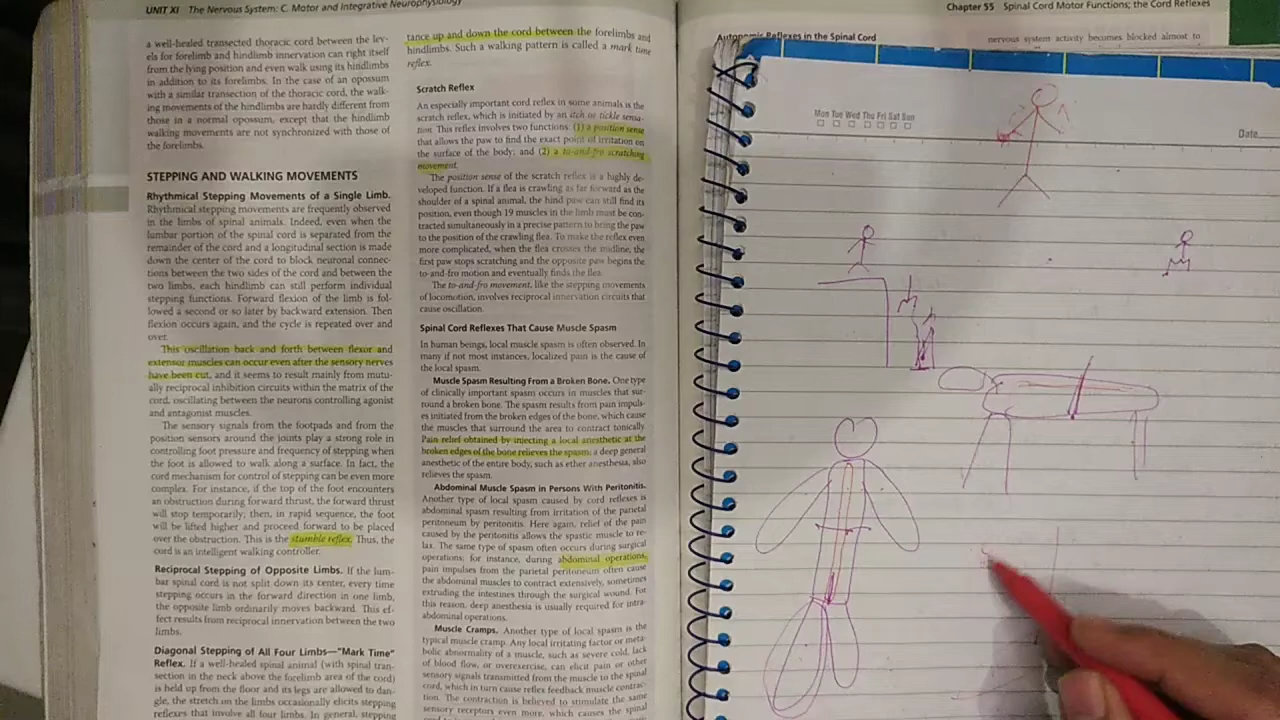 UNIT XI The Nervous System: C. Motor and Integrative Neurophysiology
a well-healed transected thoracic cord between the lev-
els for forelimb and hindlimb innervation can right itself
from the lying position and even walk using its hindlimbs
in addition to its forelimbs. In the case of an opossum
with a similar transection of the thoracic cord, the walk-
ing movements of the hindlimbs are hardly different from
those in a normal opossum, except that the hindlimb
walking movements are not synchronized with those of
the forelimbs.
STEPPING AND WALKING MOVEMENTS
Rhythmical Stepping Movements of a Single Limb.
Rhythmical stepping movements are frequently observed
in the limbs of spinal animals. Indeed, even when the
lumbar portion of the spinal cord is separated from the
remainder of the cord and a longitudinal section is made
down the center of the cord to block neuronal connec-
tions between the two sides of the cord and between the
two limbs, each hindlimb can still perform individual
stepping functions. Forward flexion of the limb is fol-
lowed a second or so later by backward extension. Then
flexion occurs again, and the cycle is repeated over and
over.
This oscillation back and forth between flexor and
extensor muscles can occur even after the sensory nerves
have been cut, and it seems to result mainly from mutu-
ally reciprocal inhibition circuits within the matrix of the
cord, oscillating between the neurons controlling agonist
and antagonist muscles.
The sensory signals from the footpads and from the
position sensors around the joints play a strong role in
controlling foot pressure and frequency of stepping when
the foot is allowed to walk along a surface. In fact, the
cord mechanism for control of stepping can be even more
complex. For instance, if the top of the foot encounters
an obstruction during forward thrust, the forward thrust
will stop temporarily; then, in rapid sequence, the foot
will be lifted higher and proceed forward to be placed
over the obstruction. This is the stumble reflex. Thus, the
cord is an intelligent walking controller.
Reciprocal Stepping of Opposite Limbs. If the lum-
bar spinal cord is not split down its center, every time
stepping occurs in the forward direction in one limb,
the opposite limb ordinarily moves backward. This ef-
fect results from reciprocal innervation between the two
limbs.
Diagonal Stepping of All Four Limbs—"Mark Time"
Reflex. If a well-healed spinal animal (with spinal tran-
section in the neck above the forelimb area of the cord)
is held up from the floor and its legs are allowed to dan-
gle, the stretch on the limbs occasionally elicits stepping
reflexes that involve all four limbs. In general, stepping
tance up and down the cord between the forelimbs and
hindlimbs. Such a walking pattern is called a mark time
reflex.
Scratch Reflex
An especially important cord reflex in some animals is the
scratch reflex, which is initiated by an itch or tickle sensa-
tion. This reflex involves two functions: (1) a position sense
that allows the paw to find the exact point of irritation on
the surface of the body; and (2) a to-and-fro scratching
movement.
The position sense of the scratch reflex is a highly de-
veloped function. If a flea is crawling as far forward as the
shoulder of a spinal animal, the hind paw can still find its
position, even though 19 muscles in the limb must be con-
tracted simultaneously in a precise pattern to bring the paw
to the position of the crawling flea. To make the reflex even
more complicated, when the flea crosses the midline, the
first paw stops scratching and the opposite paw begins the
to-and-fro motion and eventually finds the flea.
The to-and-fro movement, like the stepping movements
of locomotion, involves reciprocal innervation circuits that
cause oscillation.
Spinal Cord Reflexes That Cause Muscle Spasm
In human beings, local muscle spasm is often observed. In
many if not most instances, localized pain is the cause of
the local spasm.
Muscle Spasm Resulting From a Broken Bone. One type
of clinically important spasm occurs in muscles that sur-
round a broken bone. The spasm results from pain impuls-
es initiated from the broken edges of the bone, which cause
the muscles that surround the area to contract tonically.
Pain relief obtained by injecting a local anesthetic at the
broken edges of the bone relieves the spasm; a deep general
anesthetic of the entire body, such as ether anesthesia, also
relieves the spasm.
Abdominal Muscle Spasm in Persons With Peritonitis.
Another type of local spasm caused by cord reflexes is
abdominal spasm resulting from irritation of the parietal
peritoneum by peritonitis. Here again, relief of the pain
caused by the peritonitis allows the spastic muscle to re-
lax. The same type of spasm often occurs during surgical
operations; for instance, during abdominal operations,
pain impulses from the parietal peritoneum often cause
the abdominal muscles to contract extensively, sometimes
extruding the intestines through the surgical wound. For
this reason, deep anesthesia is usually required for intra-
abdominal operations.
Muscle Cramps. Another type of local spasm is the
typical muscle cramp. Any local irritating factor or meta-
bolic abnormality of a muscle, such as severe cold, lack
of blood flow, or overexercise, can elicit pain or other
sensory signals transmitted from the muscle to the spinal
cord, which in turn cause reflex feedback muscle contrac-
tion. The contraction is believed to stimulate the same
sensory receptors even more, which causes the spinal
Chapter 55 Spinal Cord Motor Functions; the Cord Reflexes
Autonomic Reflexes in the Spinal Cord
nervous system activity becomes blocked almost to
Mon Tue Wed Thu Fri Sat Sun
Date